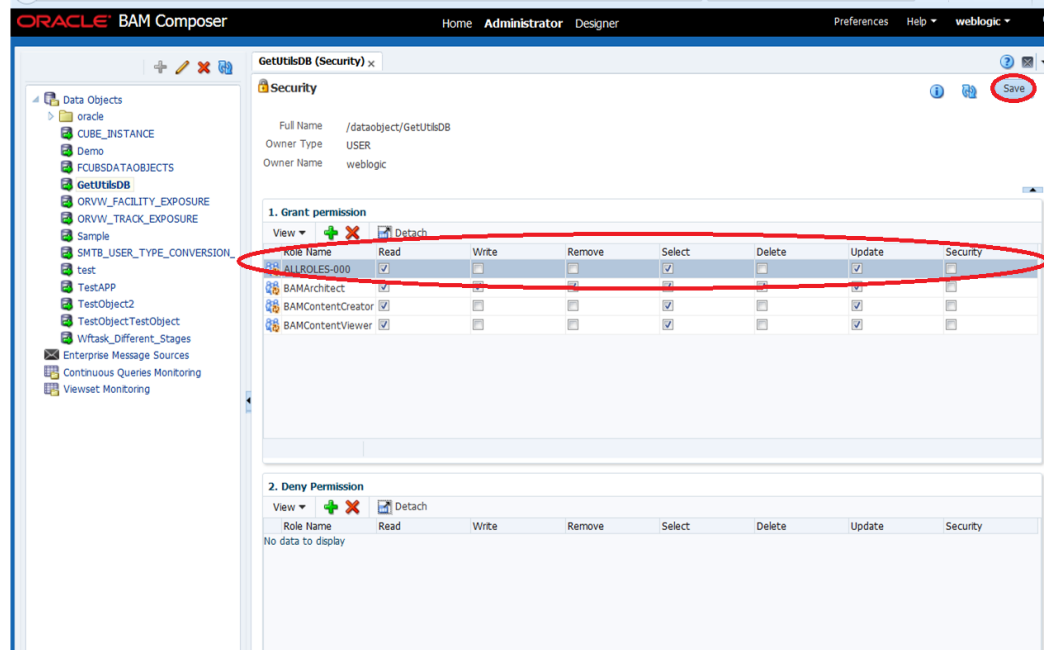 ORACLE BAM Composer Home Administrator Designer Preferences Help weblogic
GetUtilsDB (Security) x
Security Save
Data Objects
oracle
CUBE_INSTANCE
Demo
FCUBSDATAOBJECTS
GetUtilsDB
ORVW_FACILITY_EXPOSURE
ORVW_TRACK_EXPOSURE
Sample
SMTB_USER_TYPE_CONVERSION_
test
TestAPP
TestObject2
TestObjectTestObject
Wftask_Different_Stages
Enterprise Message Sources
Continuous Queries Monitoring
Viewset Monitoring
Full Name /dataobject/GetUtilsDB
Owner Type USER
Owner Name weblogic
1. Grant permission
View Detach
Role Name Read Write Remove Select Delete Update Security
ALLROLES-000
BAMArchitect
BAMContentCreator
BAMContentViewer
2. Deny Permission
View Detach
Role Name Read Write Remove Select Delete Update Security
No data to display